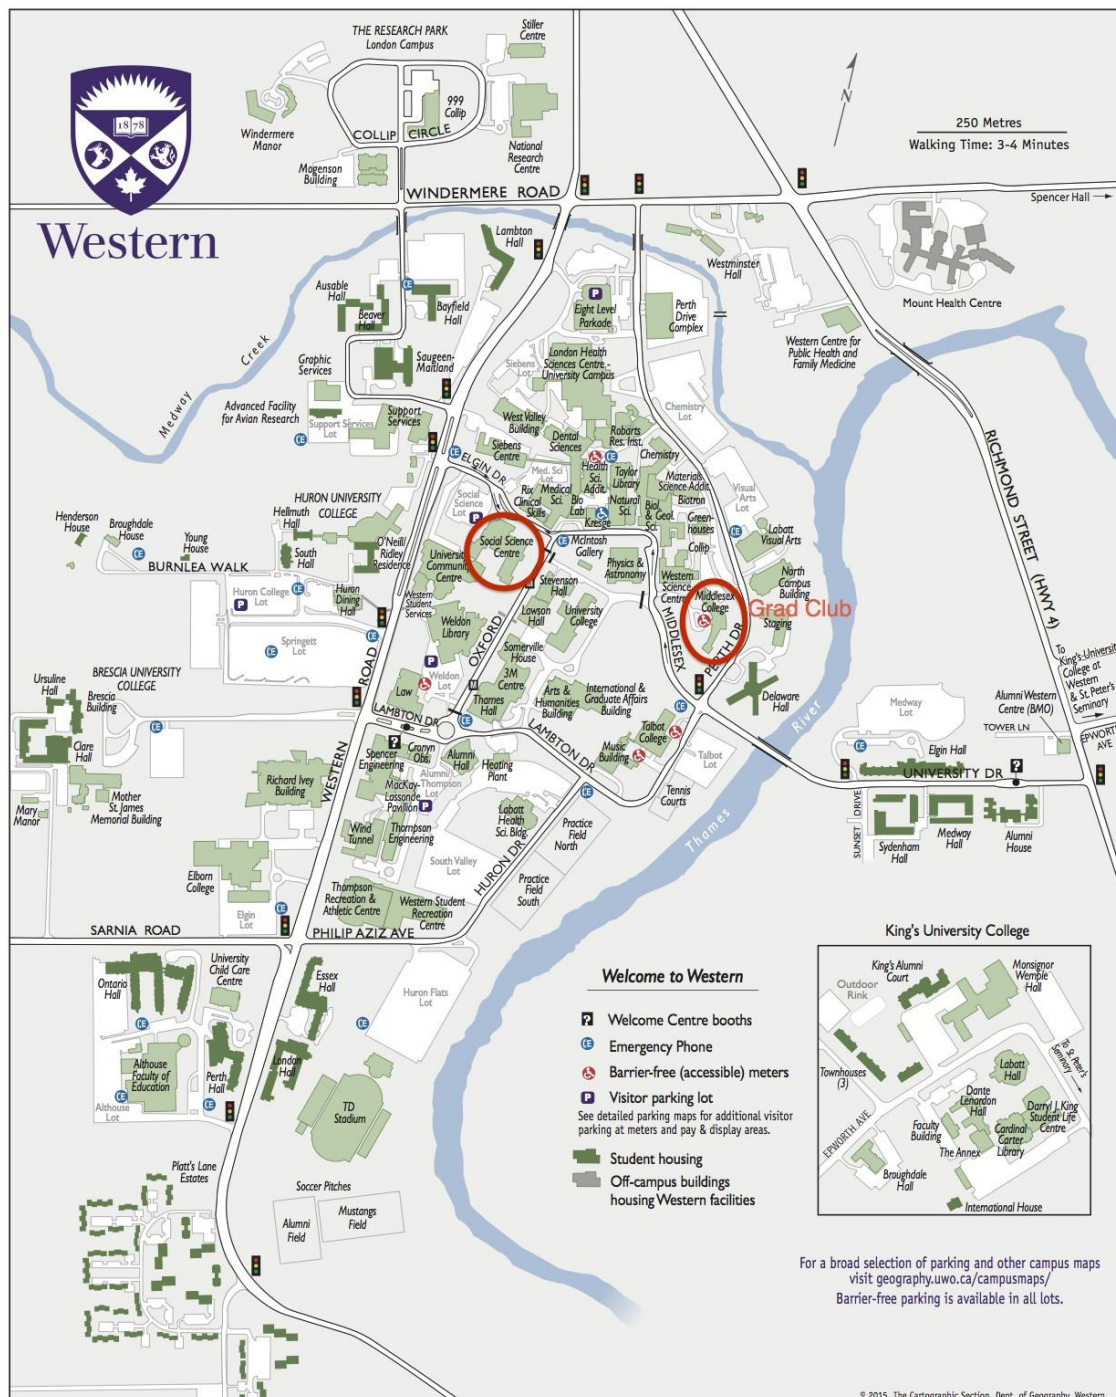 THE RESEARCH PARK
London Campus
Stiller
Centre
1878
Western
Windermere
Manor
999
Collip
COLLIP CIRCLE
National
Research
Centre
Mogenson
Building
N
250 Metres
Walking Time: 3-4 Minutes
WINDERMERE ROAD
Spencer Hall
Lambton
Hall
Westminster
Hall
Mount Health Centre
Ausable
Hall
Beaver
Hall
Bayfield
Hall
P
Eight Level
Parkade
Perth
Drive
Complex
Western Centre for
Public Health and
Family Medicine
Medway Creek
Graphic
Services
Saugeen-
Maitland
Siebens
Lot
London Health
Sciences Centre -
University Campus
Advanced Facility
for Avian Research
Support Services
Lot
Support
Services
West Valley
Building
Chemistry
Lot
Siebens
Centre
Dental
Sciences
Robarts
Res. Inst.
Chemistry
ELGIN DR
Med. Sci
Lot
Health
Sci.
Addit.
Taylor
Library
Materials
Science Addit.
Biotron
Visual
Arts
Lot
RICHMOND STREET (HWY 4)
Social
Science
Lot
Rix
Clinical
Skills
Medical
Sci.
Bio
Lab
Kresge
Natural
Sci.
Biol.
& Geol.
Sci.
Green-
houses
Collip
Labatt
Visual Arts
HURON UNIVERSITY
COLLEGE
Hellmuth
Hall
South
Hall
O'Neill/
Ridley
Residence
Henderson
House
Broughdale
House
Young
House
BURNLEA WALK
Social Science
Centre
McIntosh
Gallery
Physics &
Astronomy
North
Campus
Building
University
Community
Centre
Western
Student
Services
Stevenson
Hall
Western
Science
Centre
Middlesex
College
Grad Club
Staging
Huron College
Lot
P
Huron
Dining
Hall
Weldon
Library
Lawson
Hall
University
College
MIDDLESEX
PERTH DR
Springett
Lot
OXFORD
Somerville
House
3M
Centre
BRESCIA UNIVERSITY
COLLEGE
Ursuline
Hall
Brescia
Building
Clare
Hall
Weldon
Lot
Law
Thames
Hall
Arts &
Humanities
Building
International &
Graduate Affairs
Building
Delaware
Hall
To
King's University
College at
Western
& St. Peter's
Seminary
Alumni Western
Centre (BMO)
TOWER LN
EPWORTH
AVE
LAMBTON DR
LAMBTON DR
Talbot
College
Music
Building
Talbot
Lot
Medway
Lot
Elgin Hall
UNIVERSITY DR
Spencer
Engineering
Cronyn
Obs.
Alumni
Hall
Heating
Plant
Alumni/
Thompson
Lot
Richard Ivey
Building
MacKay-
Lassonde
Pavilion
WESTERN ROAD
Mary
Manor
Mother
St. James
Memorial Building
Wind
Tunnel
Thompson
Engineering
Labatt
Health
Sci. Bldg.
Tennis
Courts
Practice
Field
North
Practice
Field
South
Thames River
SUNSET DRIVE
Sydenham
Hall
Medway
Hall
Alumni
House
South Valley
Lot
HURON DR
Elborn
College
Elgin
Lot
Thompson
Recreation &
Athletic Centre
Western Student
Recreation
Centre
SARNIA ROAD
PHILIP AZIZ AVE
Ontario
Hall
University
Child Care
Centre
Essex
Hall
Huron Flats
Lot
Althouse
Faculty of
Education
Althouse
Lot
Perth
Hall
London
Hall
TD
Stadium
Platt's Lane
Estates
Soccer Pitches
Alumni
Field
Mustangs
Field
Welcome to Western
? Welcome Centre booths
CE Emergency Phone
Barrier-free (accessible) meters
P Visitor parking lot
See detailed parking maps for additional visitor
parking at meters and pay & display areas.
Student housing
Off-campus buildings
housing Western facilities
King's University College
Outdoor
Rink
King's Alumni
Court
Monsignor
Wemple
Hall
Townhouses
(3)
To St. Peter's
Seminary
Labatt
Hall
Dante
Lenardon
Hall
Darryl J. King
Student Life
Centre
Faculty
Building
Cardinal
Carter
Library
The Annex
EPWORTH AVE
Broughdale
Hall
International House
For a broad selection of parking and other campus maps
visit geography.uwo.ca/campusmaps/
Barrier-free parking is available in all lots.
© 2015. The Cartographic Section, Dept. of Geography, Western